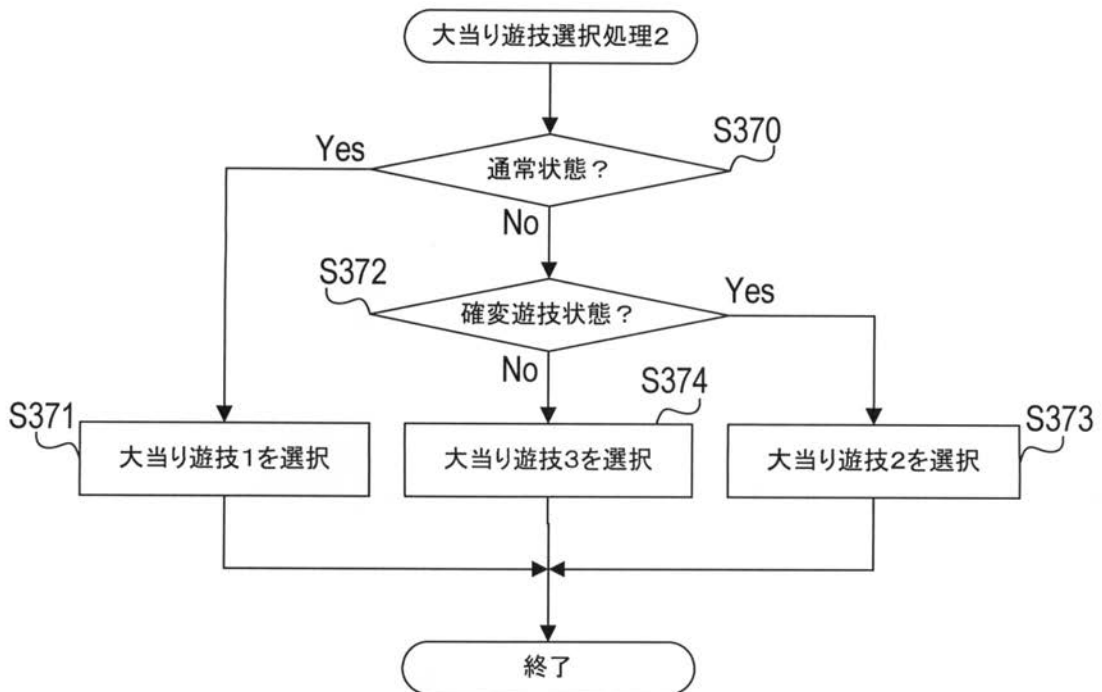 大当り遊技選択処理2
S370
Yes
通常状態?
No
S372
Yes
確変遊技状態?
No
S374
S371
S373
大当り遊技1を選択
大当り遊技3を選択
大当り遊技2を選択
終了